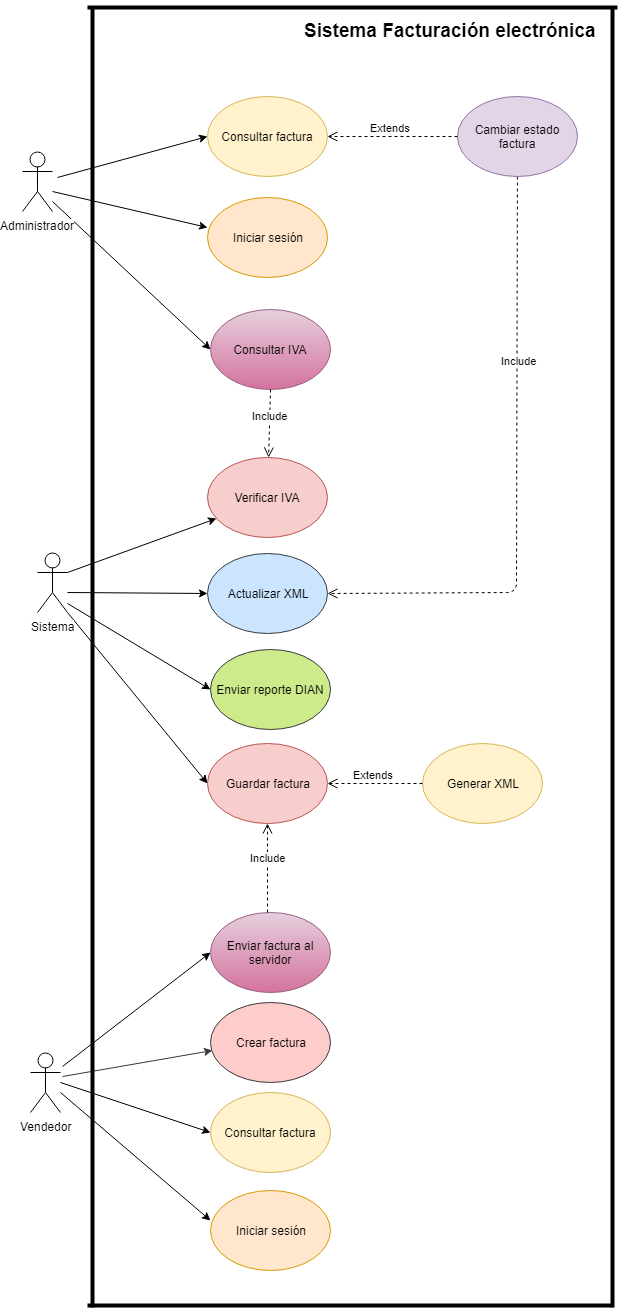 Sistema Facturación electrónica
Consultar factura
Extends
Cambiar estado
factura
Administrador
Iniciar sesión
Consultar IVA
Include
Include
Verificar IVA
Sistema
Actualizar XML
Enviar reporte DIAN
Guardar factura
Extends
Generar XML
Include
Enviar factura al
servidor
Crear factura
Vendedor
Consultar factura
Iniciar sesión